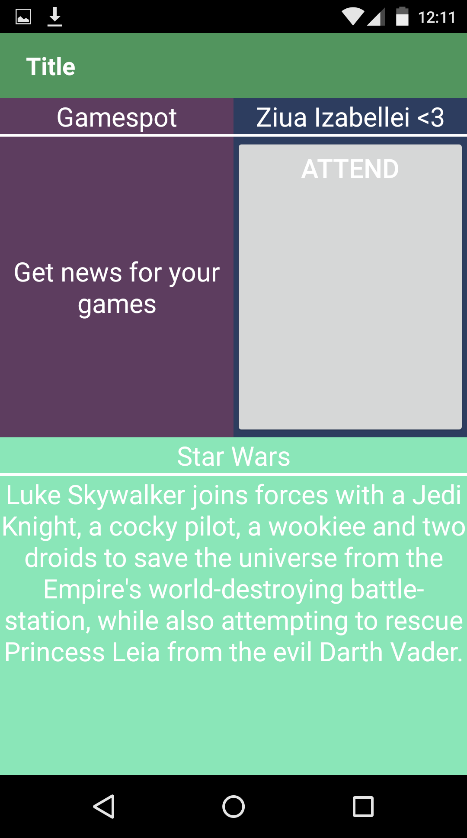 12:11
Title
Gamespot
Ziua Izabellei <3
ATTEND
Get news for your
games
Star Wars
Luke Skywalker joins forces with a Jedi
Knight, a cocky pilot, a wookiee and two
droids to save the universe from the
Empire's world-destroying battle-
station, while also attempting to rescue
Princess Leia from the evil Darth Vader.